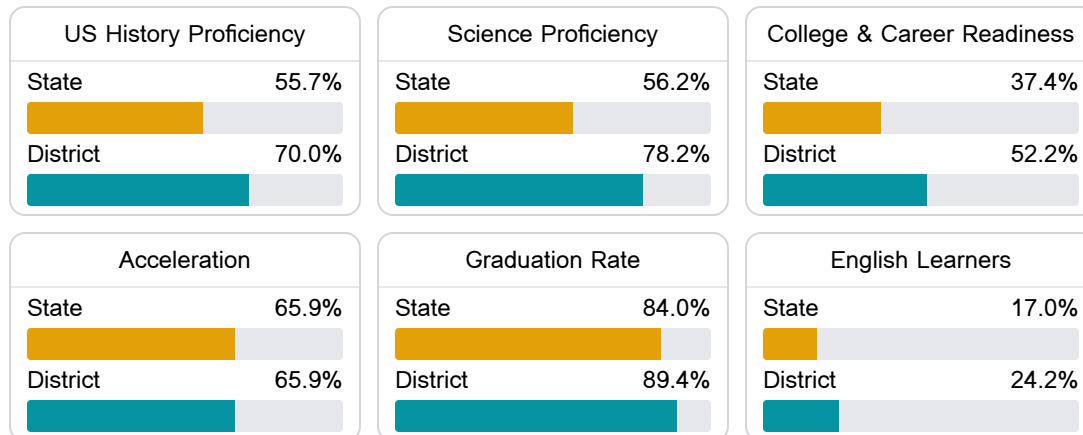 US History Proficiency
State 55.7%
District 70.0%
Science Proficiency
State 56.2%
District 78.2%
College & Career Readiness
State 37.4%
District 52.2%
Acceleration
State 65.9%
District 65.9%
Graduation Rate
State 84.0%
District 89.4%
English Learners
State 17.0%
District 24.2%